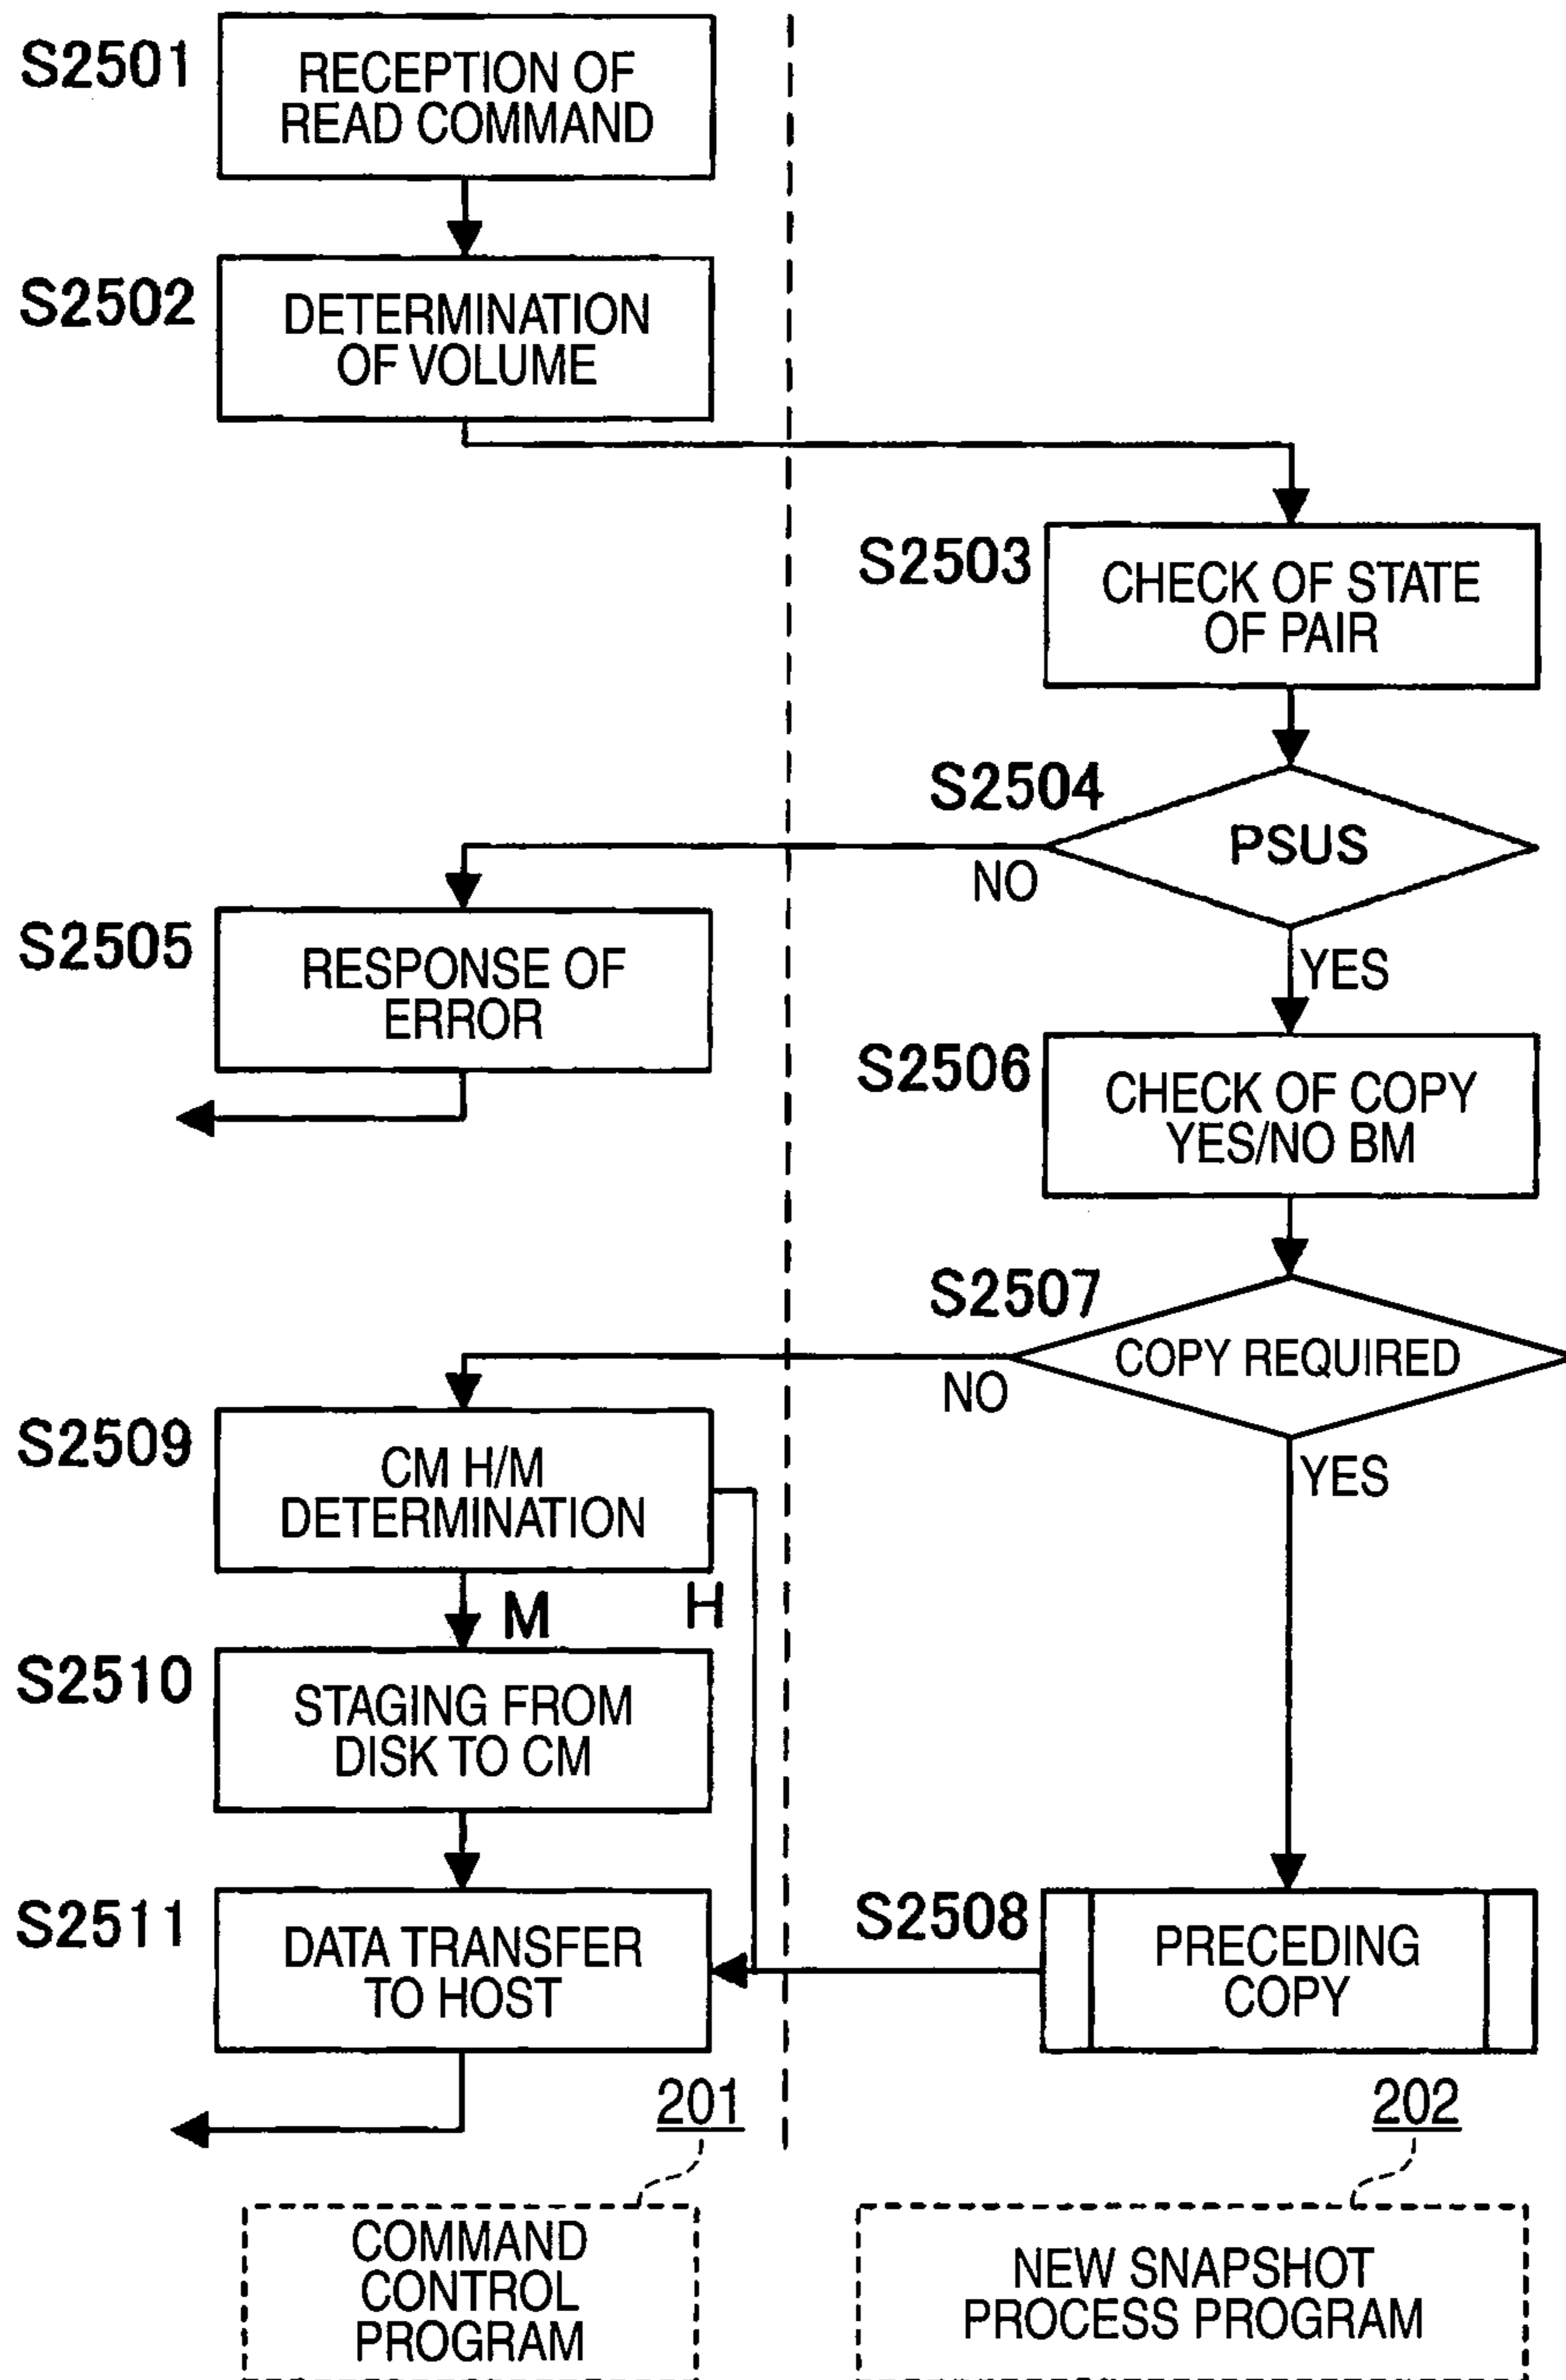 S2501
RECEPTION OF
READ COMMAND
S2502
DETERMINATION
OF VOLUME
S2503
CHECK OF STATE
OF PAIR
S2504
PSUS
NO
YES
S2505
RESPONSE OF
ERROR
S2506
CHECK OF COPY
YES/NO BM
S2507
COPY REQUIRED
NO
YES
S2509
CM H/M
DETERMINATION
M
H
S2510
STAGING FROM
DISK TO CM
S2511
DATA TRANSFER
TO HOST
S2508
PRECEDING
COPY
201
202
COMMAND
CONTROL
PROGRAM
NEW SNAPSHOT
PROCESS PROGRAM